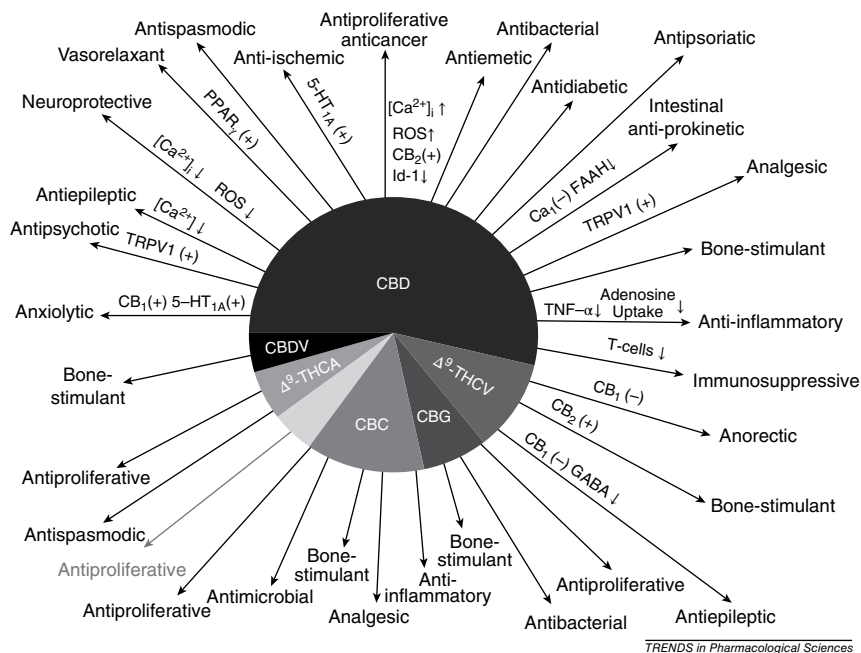 Antiproliferative
anticancer
Antispasmodic
Antibacterial
Vasorelaxant
Anti-ischemic
Antiemetic
Antipsoriatic
Neuroprotective
Antidiabetic
Intestinal
anti-prokinetic
PPARγ (+)
5-HT1A (+)
[Ca2+]i ↑
ROS↑
CB2(+)
Id-1↓
[Ca2+]i ↓ ROS ↓
Ca1(−) FAAH↓
Analgesic
TRPV1 (+)
Antiepileptic
[Ca2+] ↓
Antipsychotic
TRPV1 (+)
Bone-stimulant
CBD
Anxiolytic
CB1(+) 5–HT1A(+)
TNF–α↓ Adenosine
Uptake ↓
Anti-inflammatory
T-cells ↓
Immunosuppressive
CBDV
Δ9-THCA
Δ9-THCV
CBC
CBG
Bone-
stimulant
CB1 (−)
Anorectic
CB2 (+)
Bone-stimulant
CB1 (−) GABA ↓
Antiepileptic
Antiproliferative
Antispasmodic
Antiproliferative
Antiproliferative
Antimicrobial
Bone-
stimulant
Analgesic
Anti-
inflammatory
Bone-
stimulant
Antibacterial
Antiproliferative
TRENDS in Pharmacological Sciences